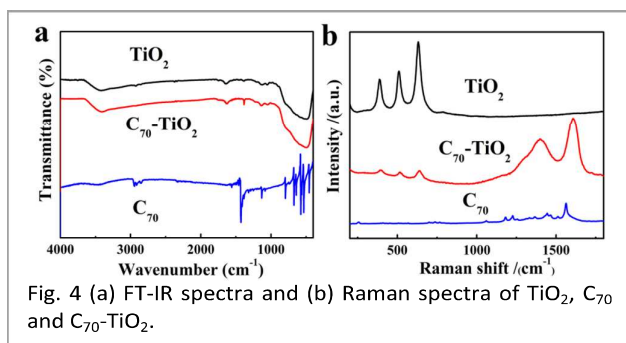 a
TiO2
C70-TiO2
C70
Transmittance (%)
4000 3000 2000 1000
Wavenumber (cm-1)
b
TiO2
C70-TiO2
C70
Intensity /(a.u.)
500 1000 1500
Raman shift /(cm-1)
Fig. 4 (a) FT-IR spectra and (b) Raman spectra of TiO2, C70
and C70-TiO2.